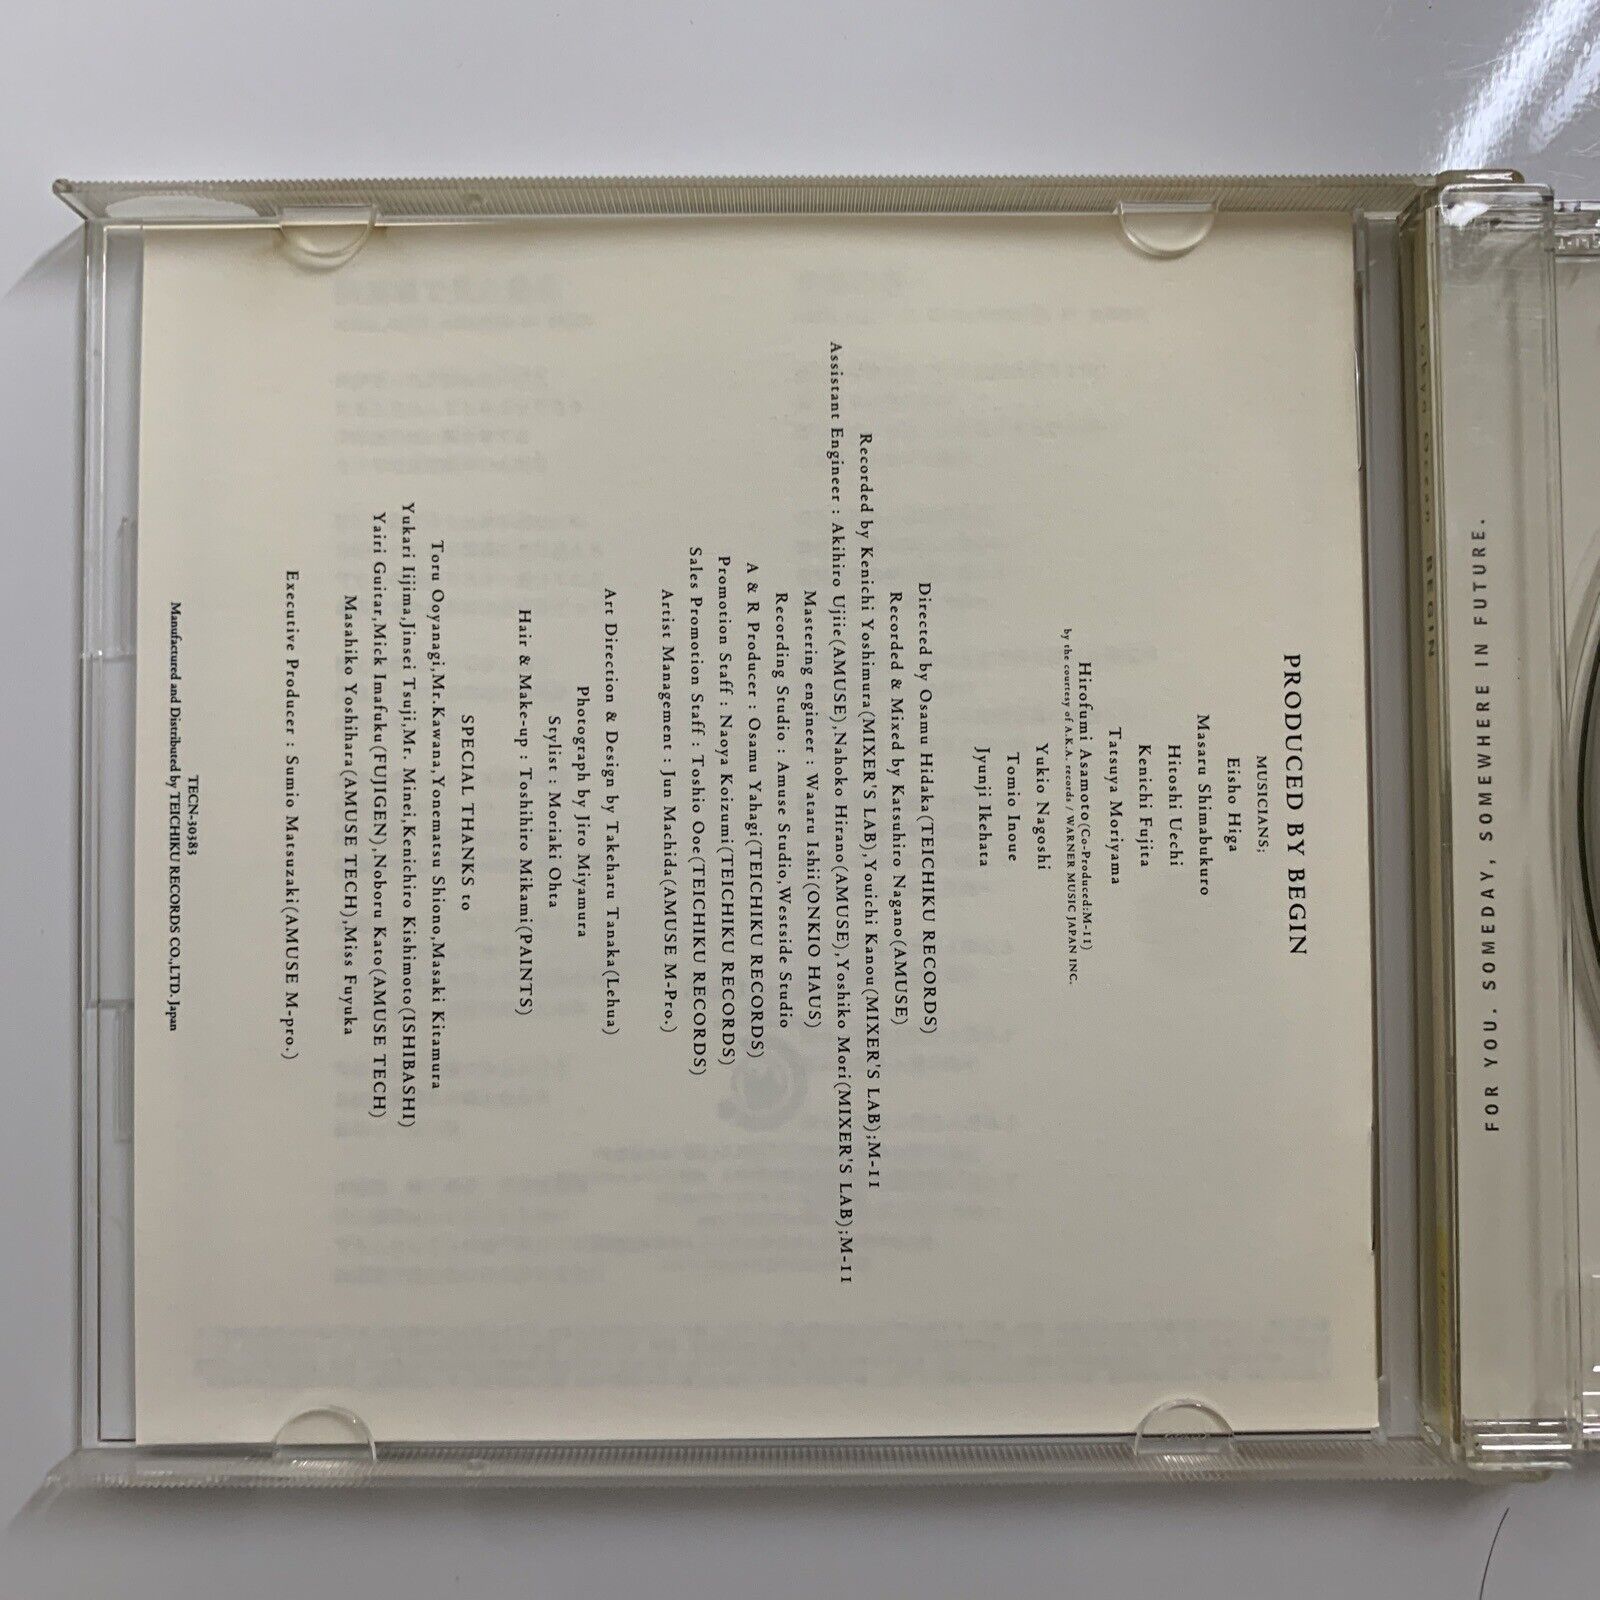 PRODUCED BY BEGIN
MUSICIANS;
Eisho Higa
Masaru Shimabukuro
Hitoshi Uechi
Kenichi Fujita
Tatsuya Moriyama
Hirofumi Asamoto(Co-Produced:M-11)
by the courtesy of A.K.A. records / WARNER MUSIC JAPAN INC.
Yukio Nagoshi
Tomio Inoue
Jyunji Ikehata
Directed by Osamu Hidaka(TEICHIKU RECORDS)
Recorded & Mixed by Katsuhiro Nagano(AMUSE)
Recorded by Kenichi Yoshimura(MIXER'S LAB),Youichi Kanou(MIXER'S LAB);M-11
Assistant Engineer : Akihiro Ujiie(AMUSE),Nahoko Hirano(AMUSE),Yoshiko Mori(MIXER'S LAB);M-11
Mastering engineer : Wataru Ishii(ONKIO HAUS)
Recording Studio : Amuse Studio,Westside Studio
A & R Producer : Osamu Yahagi(TEICHIKU RECORDS)
Promotion Staff : Naoya Koizumi(TEICHIKU RECORDS)
Sales Promotion Staff : Toshio Ooe(TEICHIKU RECORDS)
Artist Management : Jun Machida(AMUSE M-Pro.)
Art Direction & Design by Takeharu Tanaka(Lehua)
Photograph by Jiro Miyamura
Stylist : Mzoriaki Ohta
Hair & Make-up : Toshihiro Mikami(PAINTS)
SPECIAL THANKS to
Toru Ooyanagi,Mr.Kawana,Yonematsu Shiono,Masaki Kitamura
Yukari Iijima,Jinsei Tsuji,Mr. Minei,Kenichiro Kishimoto(ISHIBASHI)
Yairi Guitar,Mick Imafuku(FUJIGEN),Noboru Kato(AMUSE TECH)
Masahiko Yoshihara(AMUSE TECH),Miss Fuyuka
Executive Producer : Sumio Matsuzaki(AMUSE M-pro.)
TECN-30383
Manufactured and Distributed by TEICHIKU RECORDS CO.,LTD. Japan
Tokyo Ocean BEGIN
FOR YOU. SOMEDAY, SOMEWHERE IN FUTURE.